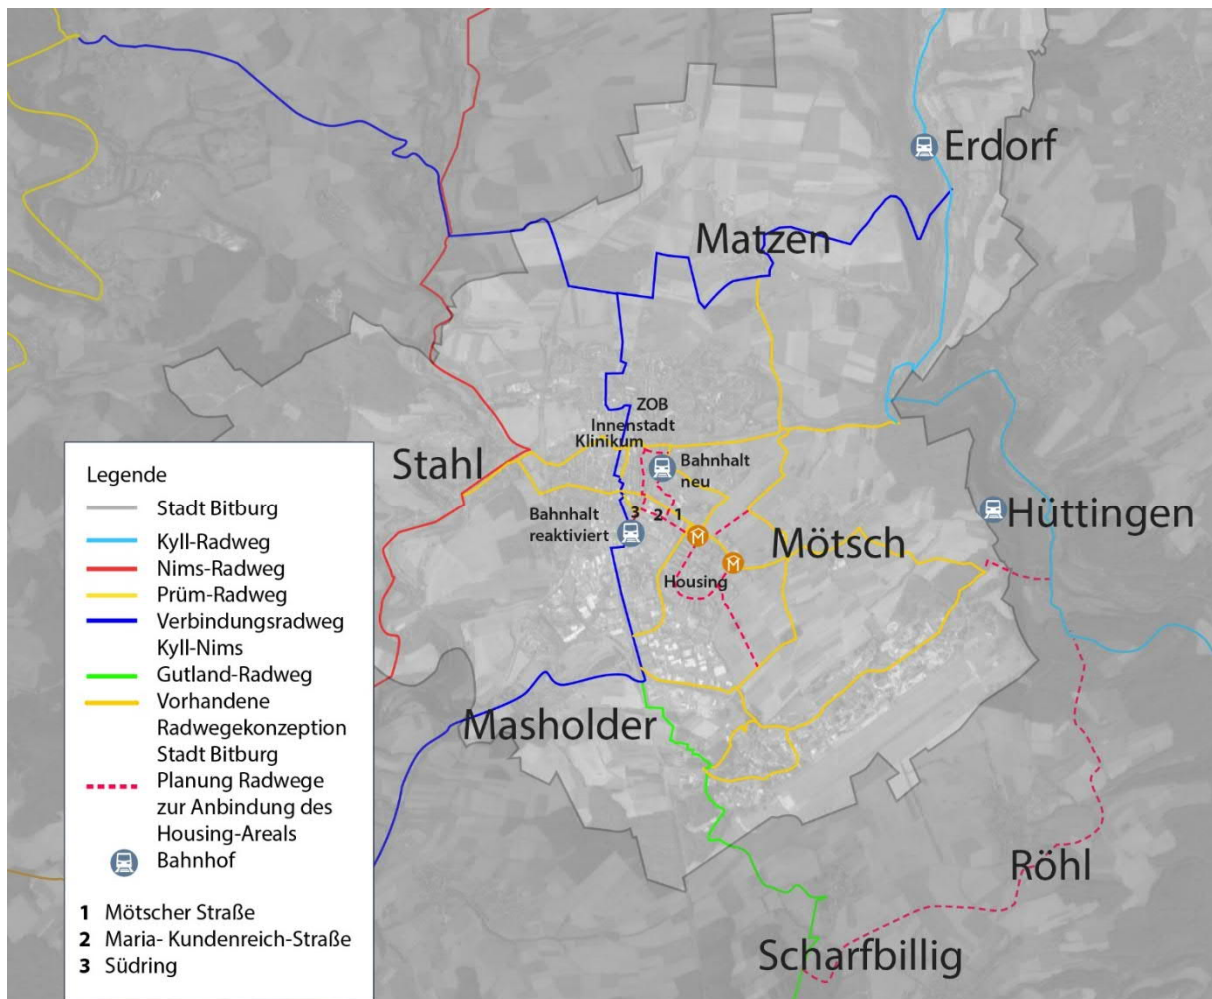 Erdorf
Matzen
ZOB
Innenstadt
Klinikum
Stahl
Bahnhalt
neu
3
2
1
Bahnhalt
reaktiviert
Hüttingen
Mötsch
M
M
Housing
Masholder
Röhl
Scharfbillig
Legende
Stadt Bitburg
Kyll-Radweg
Nims-Radweg
Prüm-Radweg
Verbindungsradweg
Kyll-Nims
Gutland-Radweg
Vorhandene
Radwegekonzeption
Stadt Bitburg
Planung Radwege
zur Anbindung des
Housing-Areals
Bahnhof
1 Mötscher Straße
2 Maria- Kundenreich-Straße
3 Südring